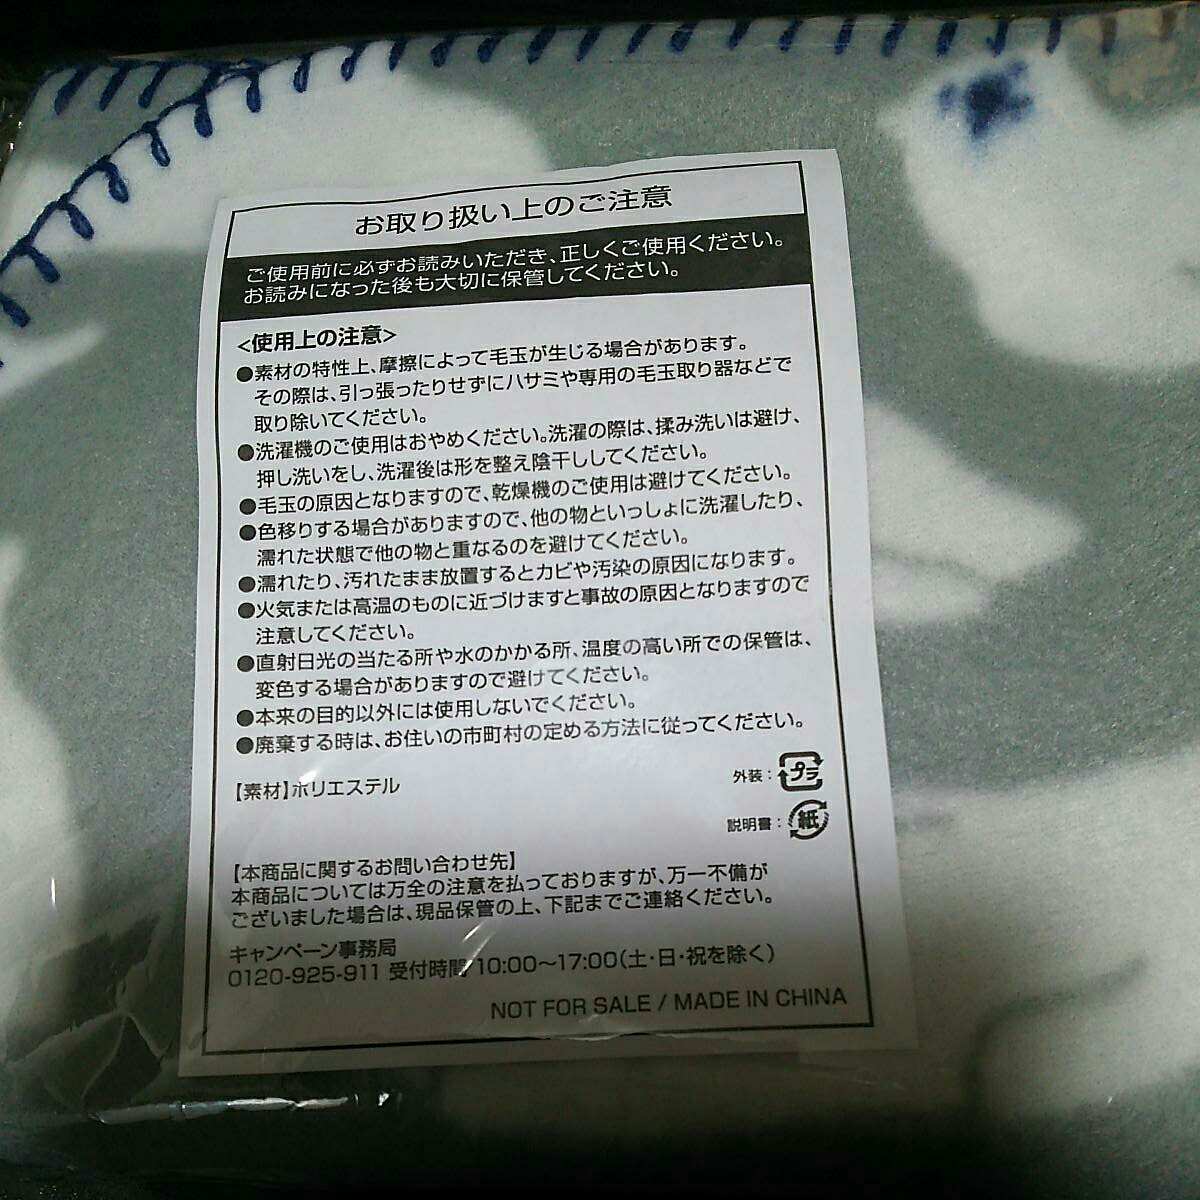 お取り扱い上のご注意
ご使用前に必ずお読みいただき、正しくご使用ください。
お読みになった後も大切に保管してください。
<使用上の注意>
●素材の特性上、摩擦によって毛玉が生じる場合があります。
その際は、引っ張ったりせずにハサミや専用の毛玉取り器などで
取り除いてください。
●洗濯機のご使用はおやめください。洗濯の際は、揉み洗いは避け、
押し洗いをし、洗濯後は形を整え陰干ししてください。
●毛玉の原因となりますので、乾燥機のご使用は避けてください。
●色移りする場合がありますので、他の物といっしょに洗濯したり、
濡れた状態で他の物と重なるのを避けてください。
●濡れたり、汚れたまま放置するとカビや汚染の原因になります。
●火気または高温のものに近づけますと事故の原因となりますので
注意してください。
●直射日光の当たる所や水のかかる所、温度の高い所での保管は、
変色する場合がありますので避けてください。
●本来の目的以外には使用しないでください。
●廃棄する時は、お住いの市町村の定める方法に従ってください。
【素材】ポリエステル
外装：プラ
説明書：紙
【本商品に関するお問い合わせ先】
本商品については万全の注意を払っておりますが、万一不備が
ございました場合は、現品保管の上、下記までご連絡ください。
キャンペーン事務局
0120-925-911 受付時間 10:00～17:00(土・日・祝を除く)
NOT FOR SALE / MADE IN CHINA